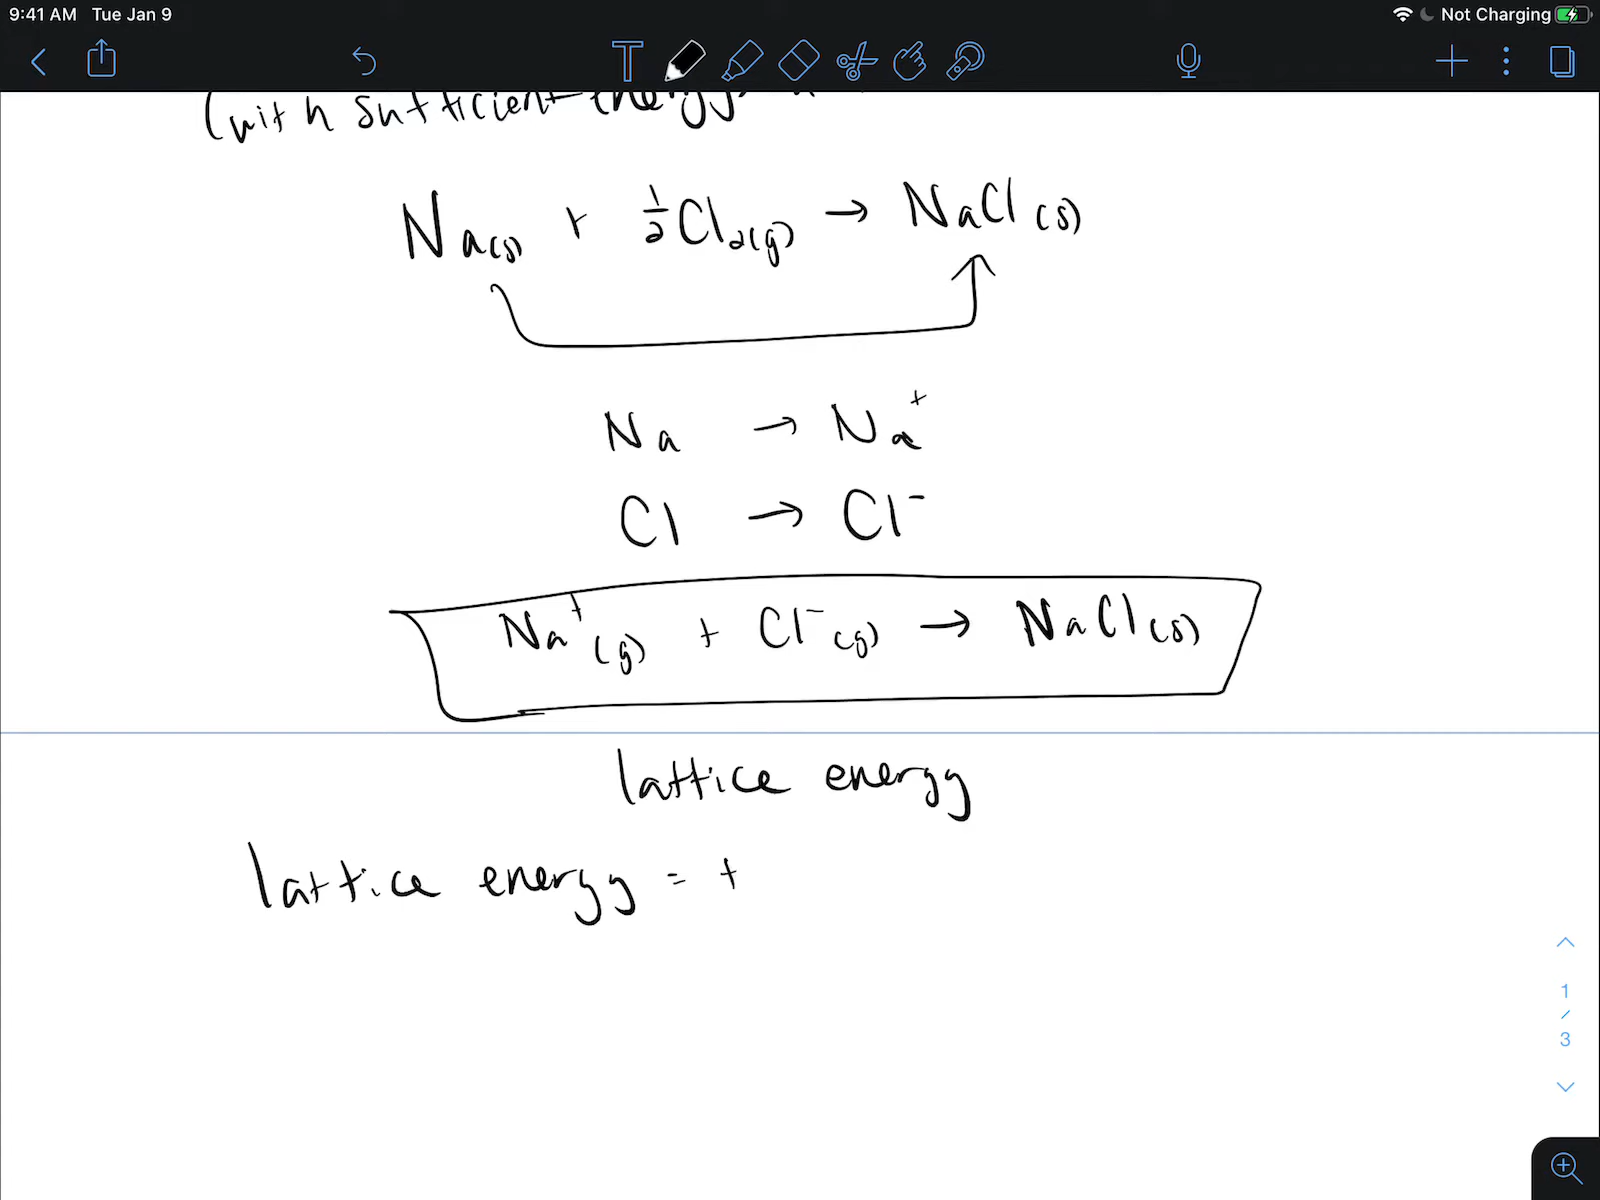 9:41 AM Tue Jan 9 Not Charging
T
(with sufficient energy
Na(s) + ½Cl₂(g) → NaCl(s)
Na → Na⁺
Cl → Cl⁻
Na⁺(g) + Cl⁻(g) → NaCl(s)
lattice energy
lattice energy = +
1
/
3